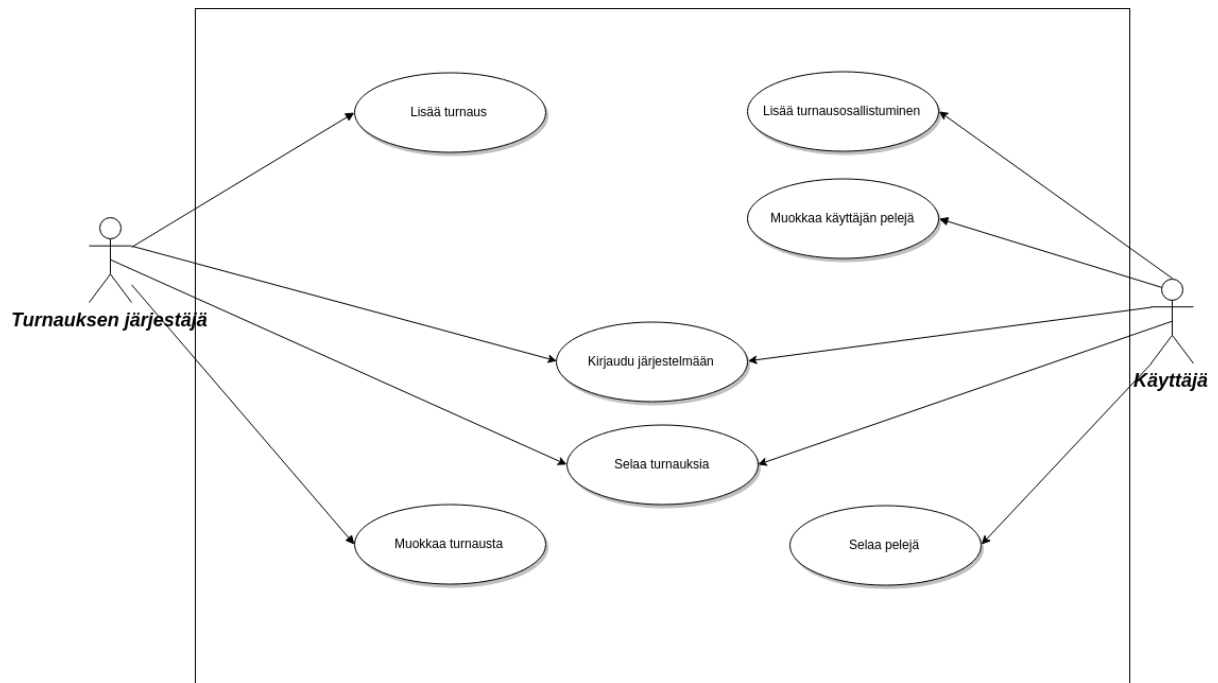 Lisää turnaus
Lisää turnausosallistuminen
Muokkaa käyttäjän pelejä
Turnauksen järjestäjä
Kirjaudu järjestelmään
Käyttäjä
Selaa turnauksia
Muokkaa turnausta
Selaa pelejä